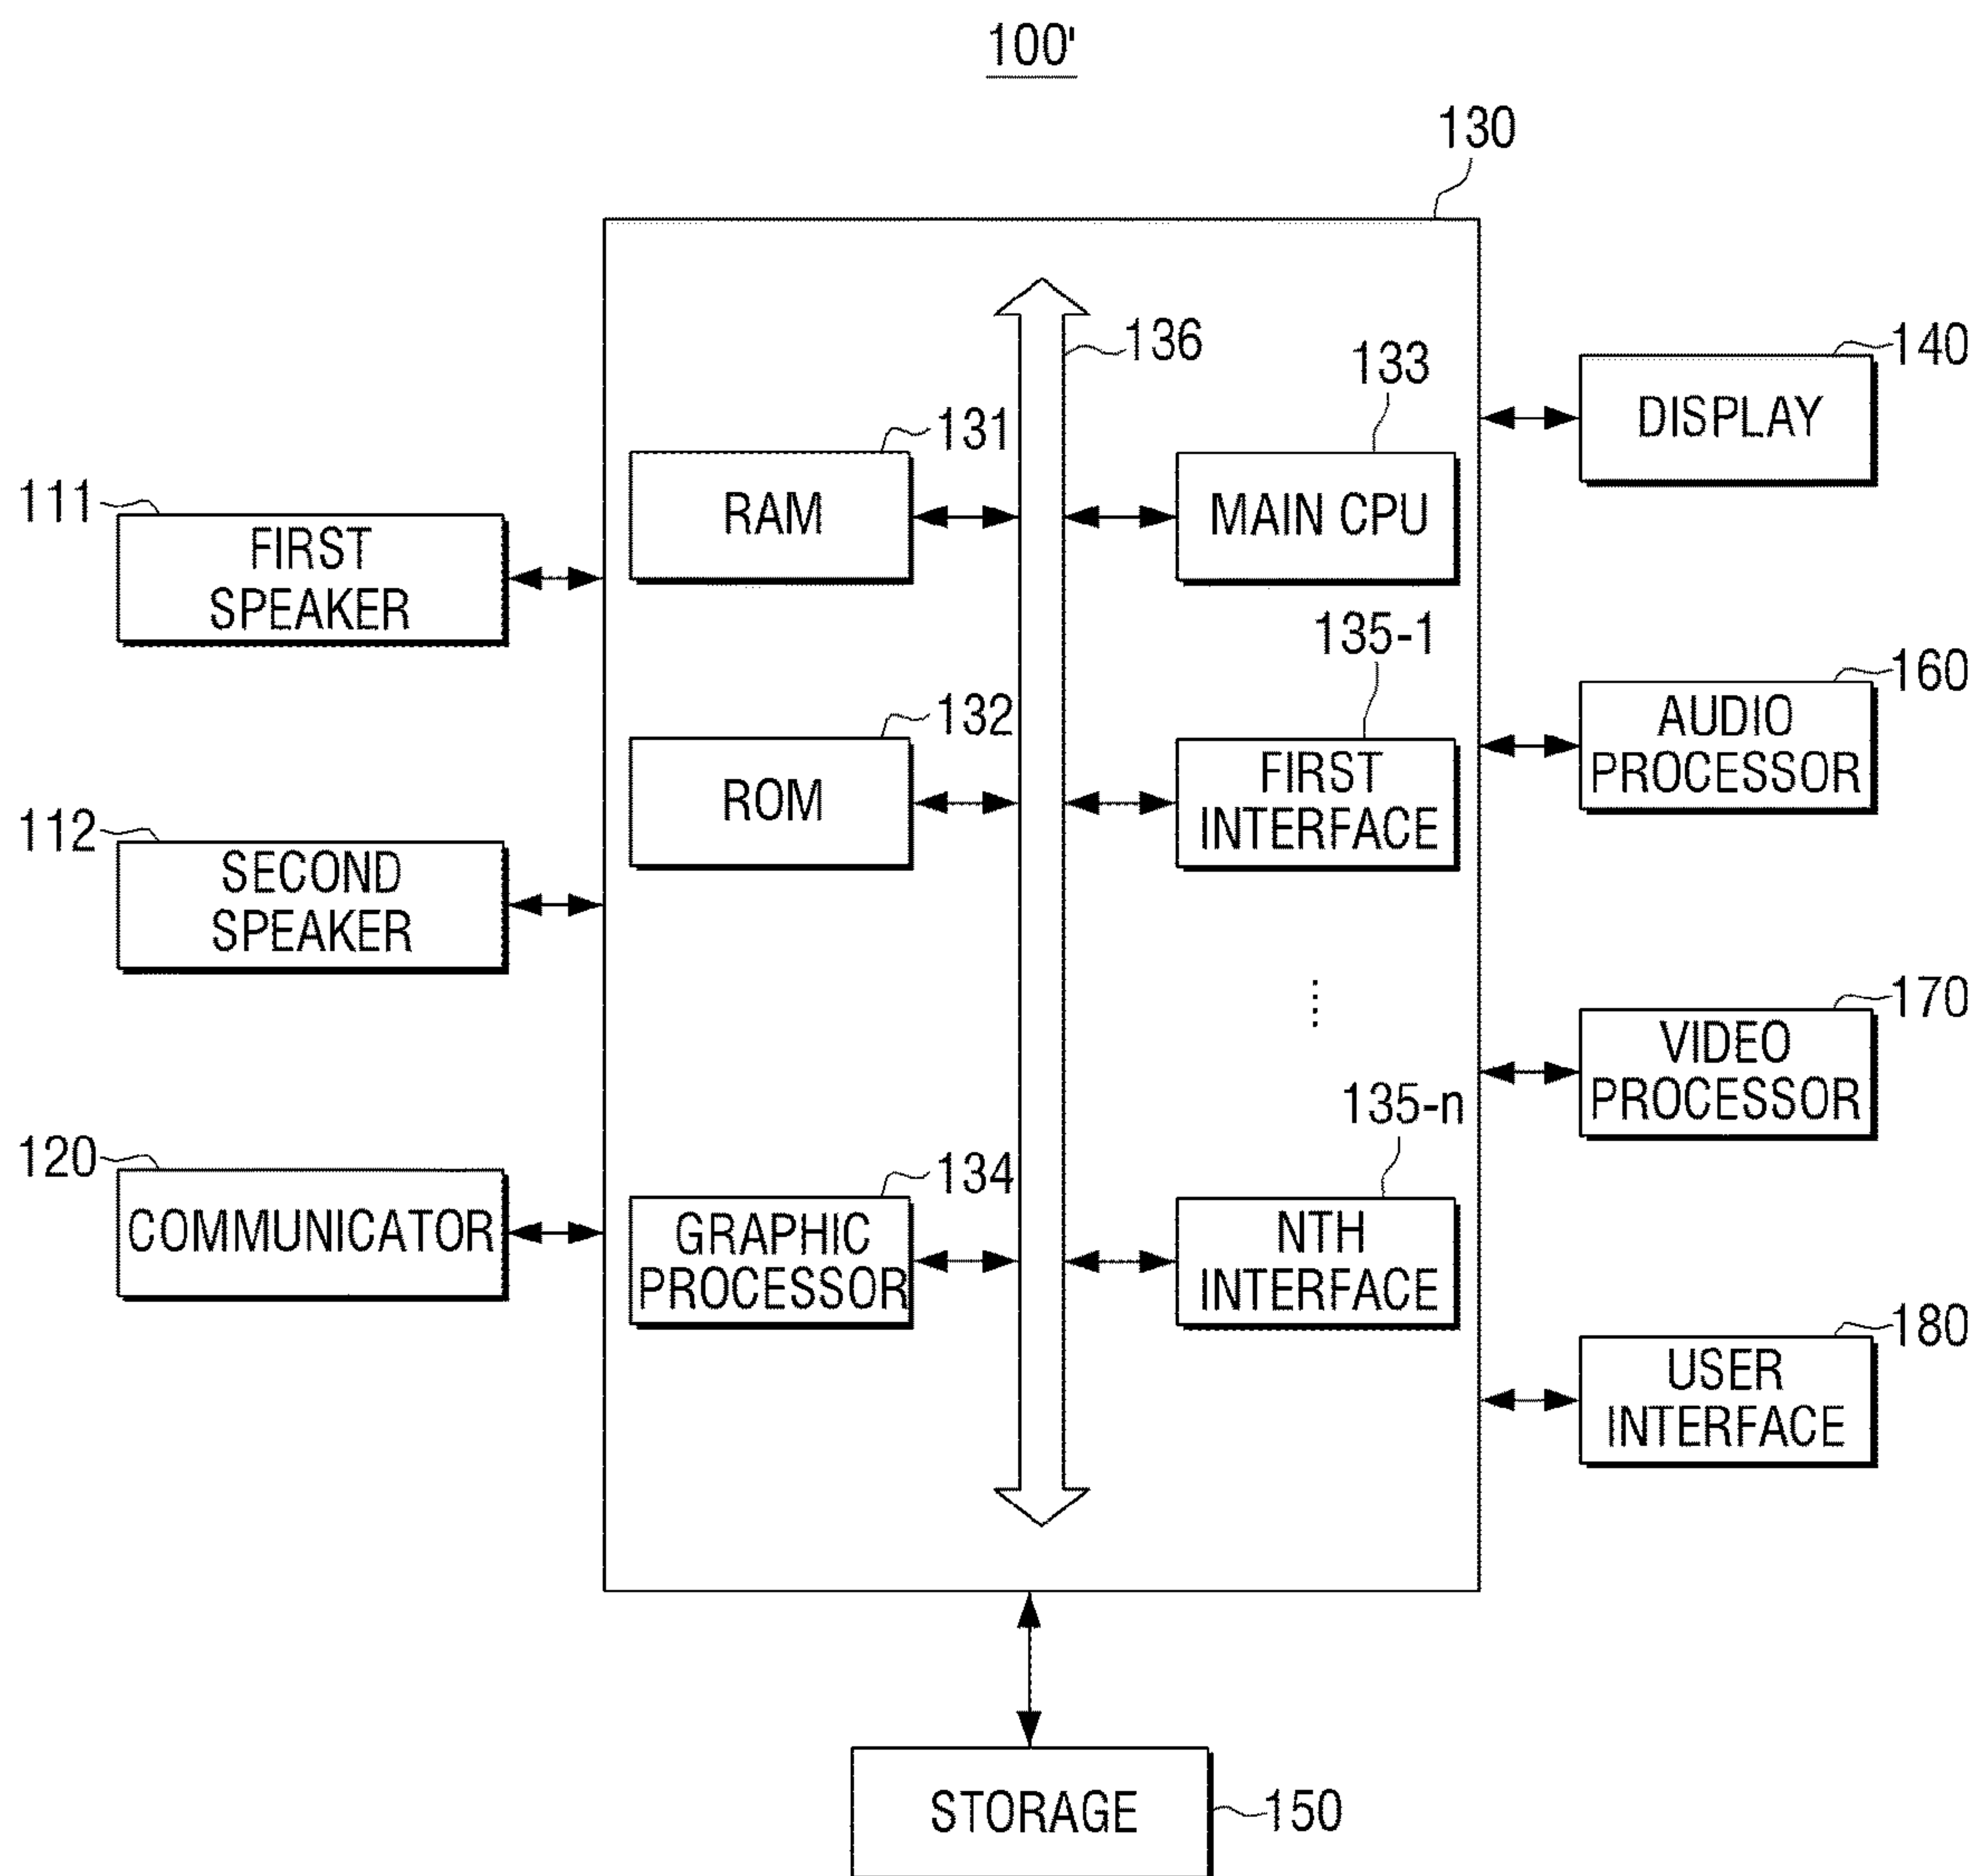 100'
130
136
133
140
DISPLAY
131
RAM
MAIN CPU
111
FIRST
SPEAKER
135-1
160
AUDIO
PROCESSOR
132
ROM
FIRST
INTERFACE
112
SECOND
SPEAKER
170
VIDEO
PROCESSOR
135-n
120
COMMUNICATOR
134
GRAPHIC
PROCESSOR
NTH
INTERFACE
180
USER
INTERFACE
STORAGE
150